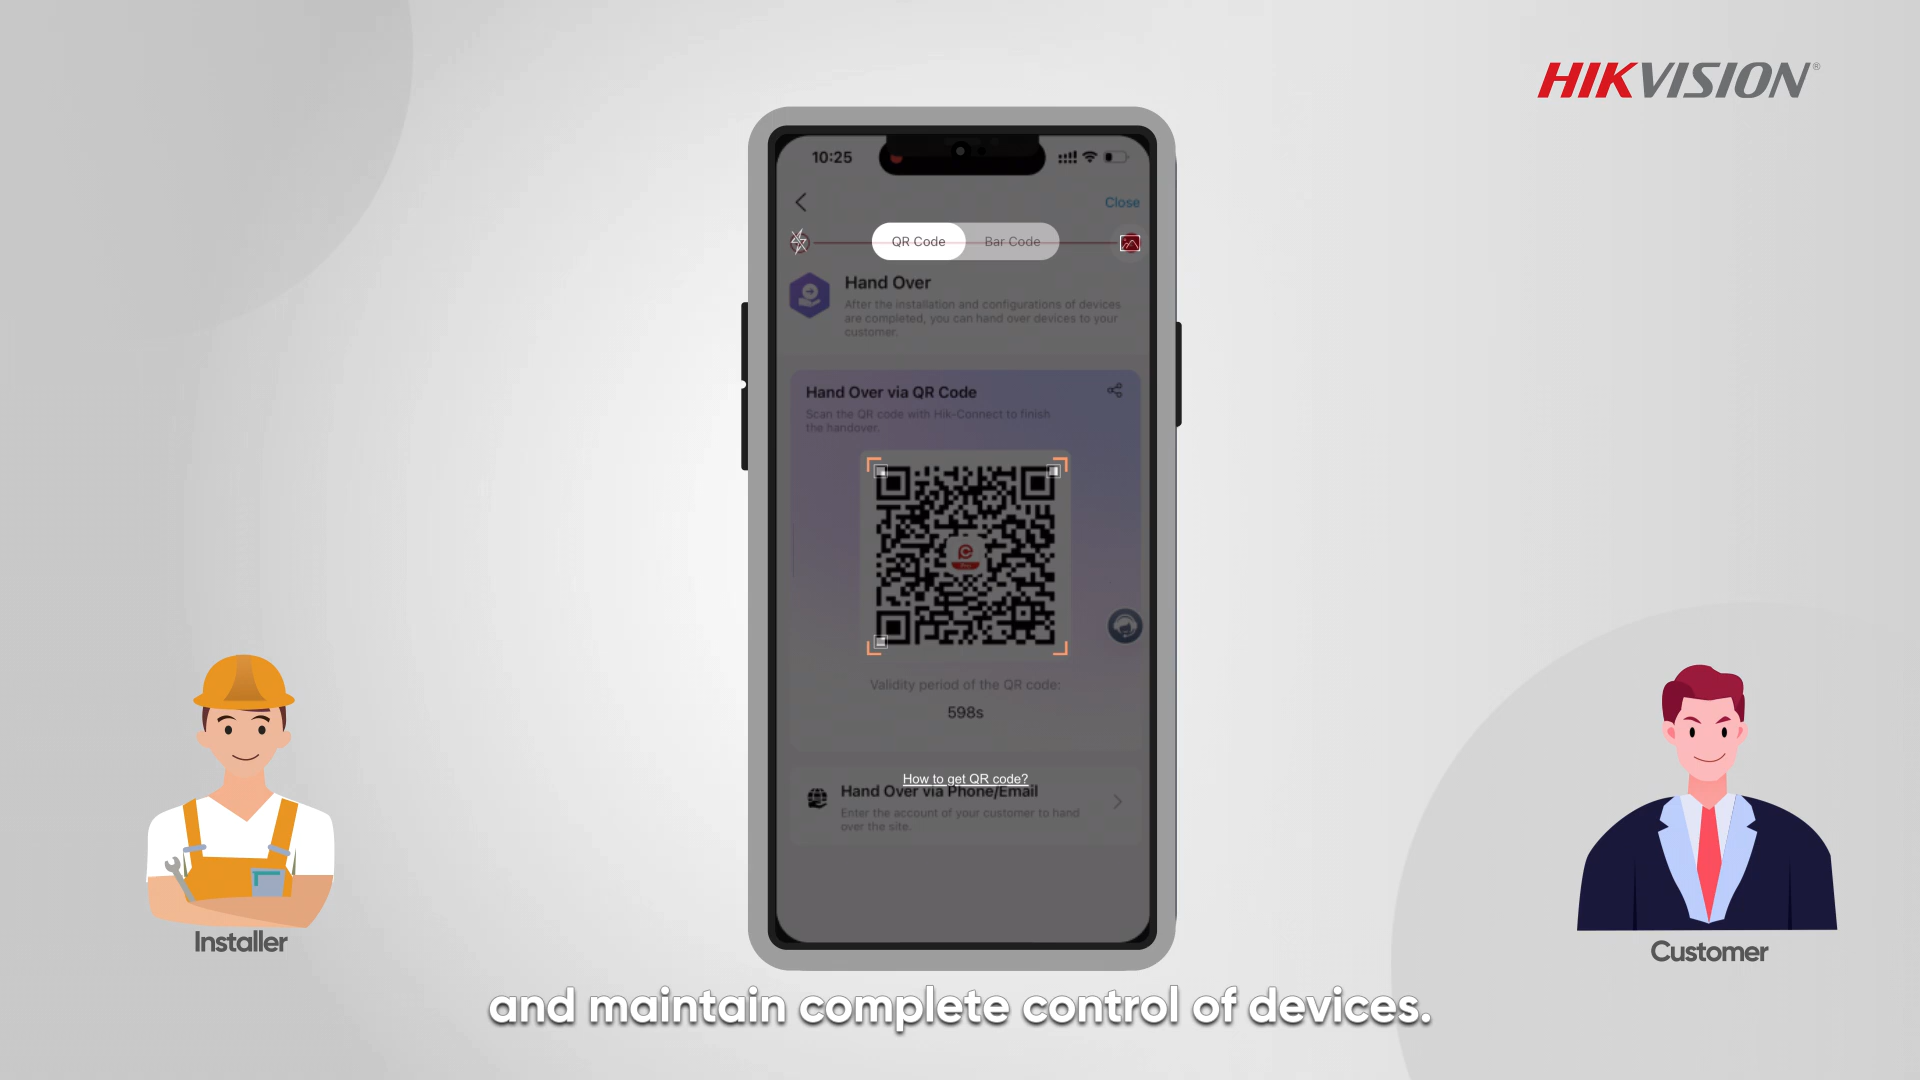 HIKVISION®
10:25
Close
QR Code
Bar Code
Hand Over
After the installation and configurations of devices
are completed, you can hand over devices to your
customer.
Hand Over via QR Code
Scan the QR code with Hik-Connect to finish
the handover.
Validity period of the QR code:
598s
How to get QR code?
Hand Over via Phone/Email
Enter the account of your customer to hand
over the site.
Installer
Customer
and maintain complete control of devices.